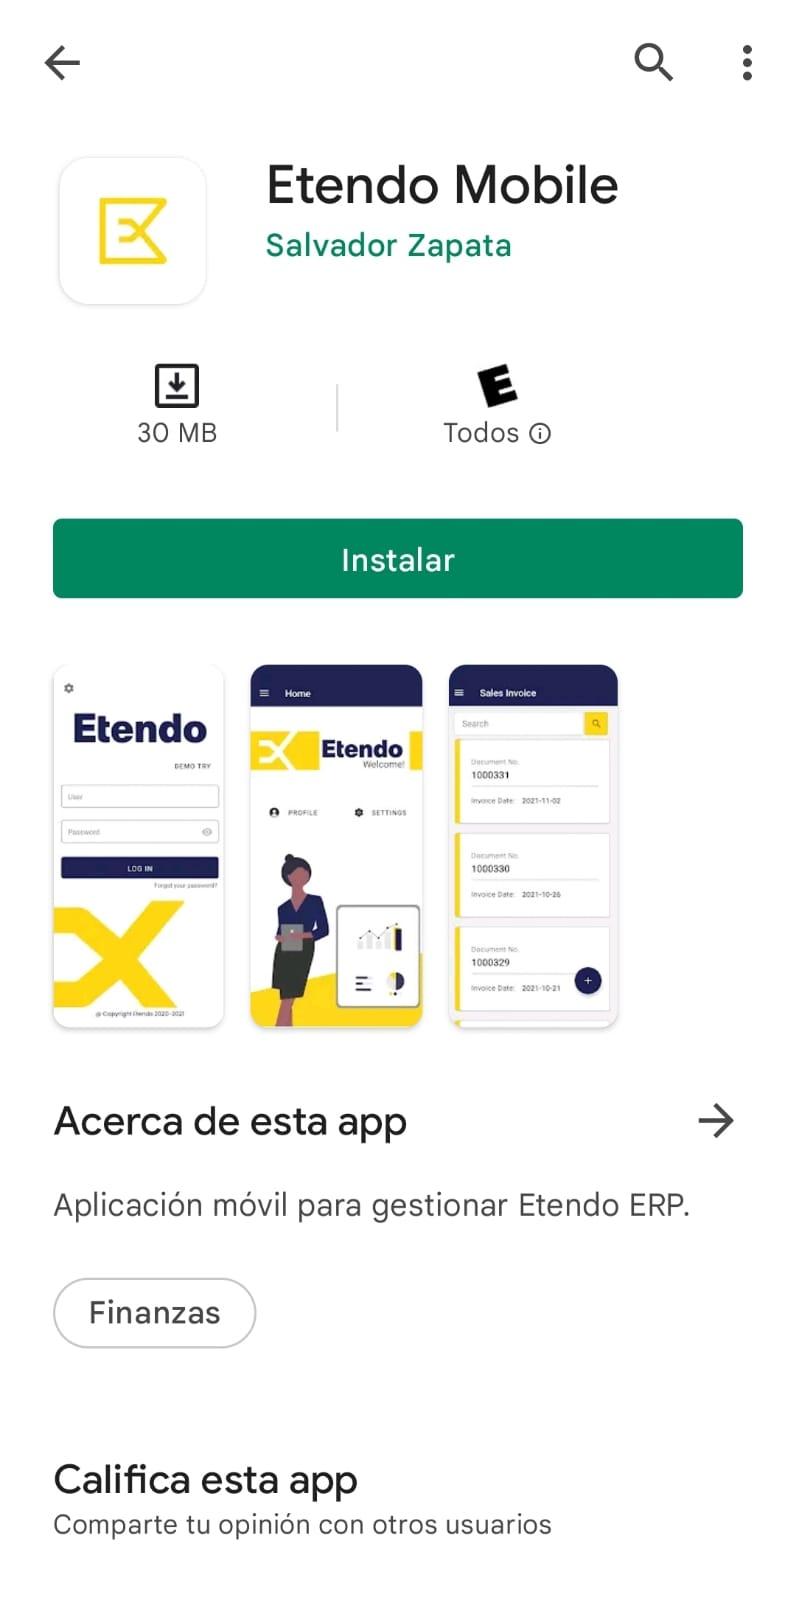 Etendo Mobile
Salvador Zapata
E
30 MB
Todos
Instalar
Etendo
DEMO TRY
User
Password
LOG IN
Forgot your password?
@ Copyright Etendo 2020-2021
Home
Etendo
Welcome!
PROFILE
SETTINGS
Sales Invoice
Search
Document No.
1000331
Invoice Date: 2021-11-02
Document No.
1000330
Invoice Date: 2021-10-26
Document No.
1000329
Invoice Date: 2021-10-21
Acerca de esta app
Aplicación móvil para gestionar Etendo ERP.
Finanzas
Califica esta app
Comparte tu opinión con otros usuarios